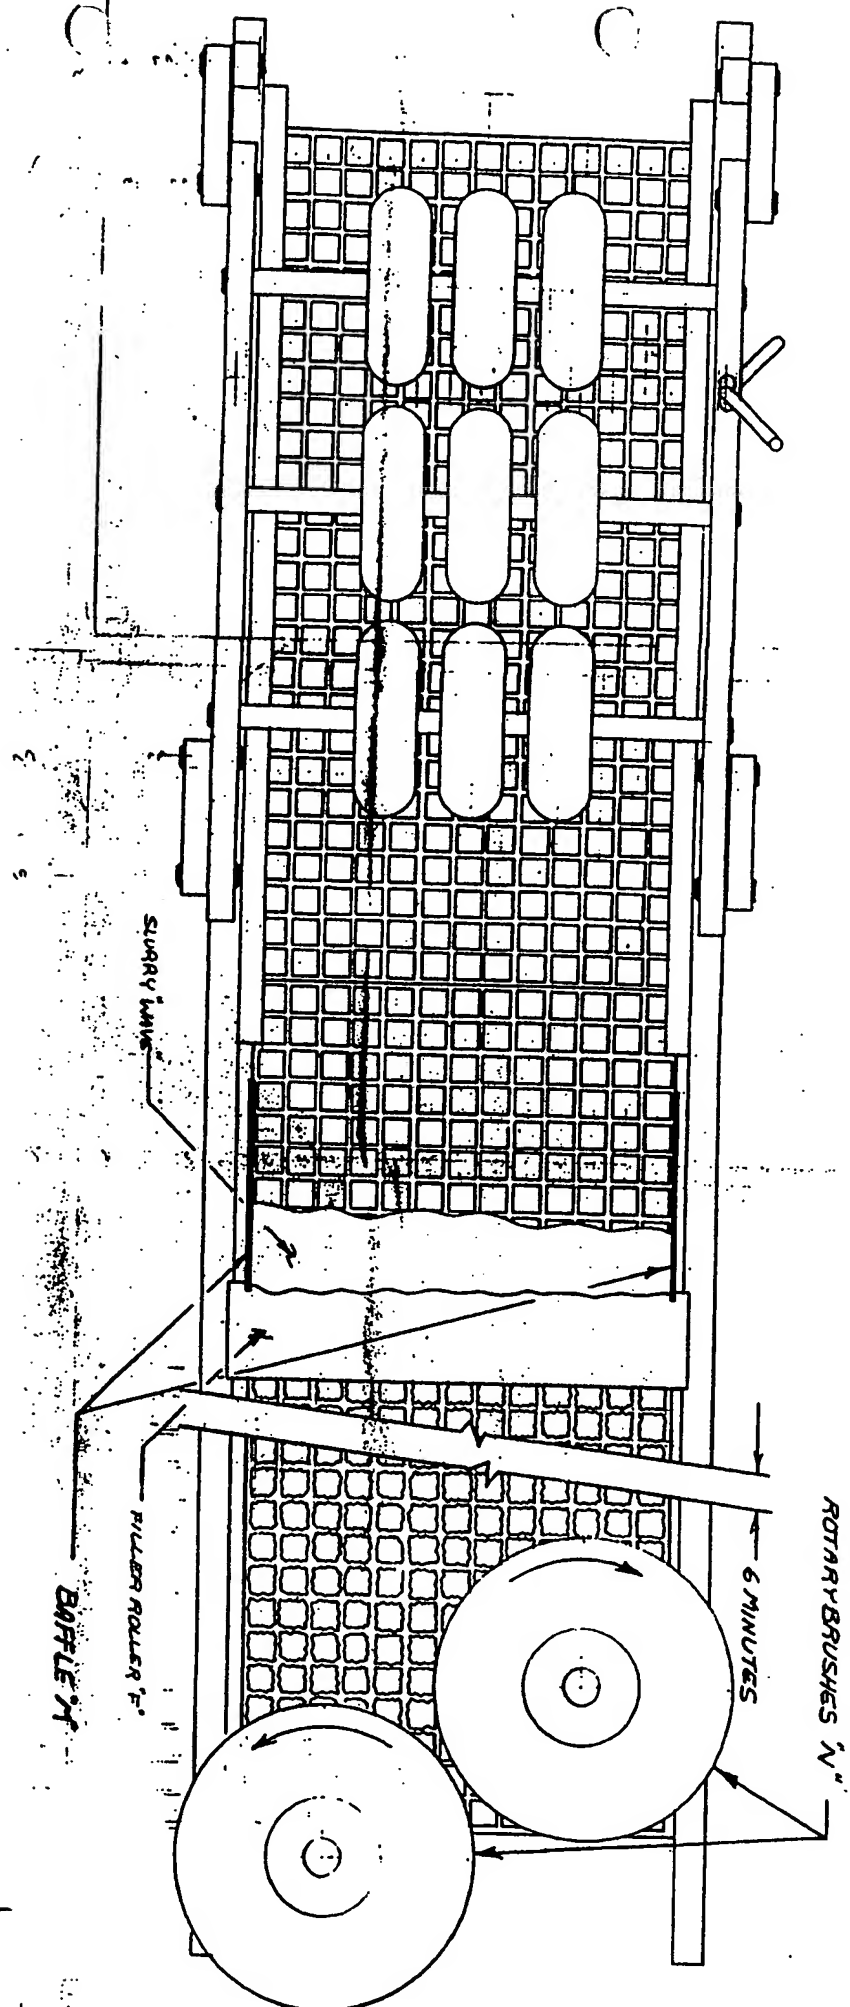 SLURRY "WAVE"
BAFFLE "M"
FILLER ROLLER "F"
6 MINUTES
ROTARY BRUSHES "N"